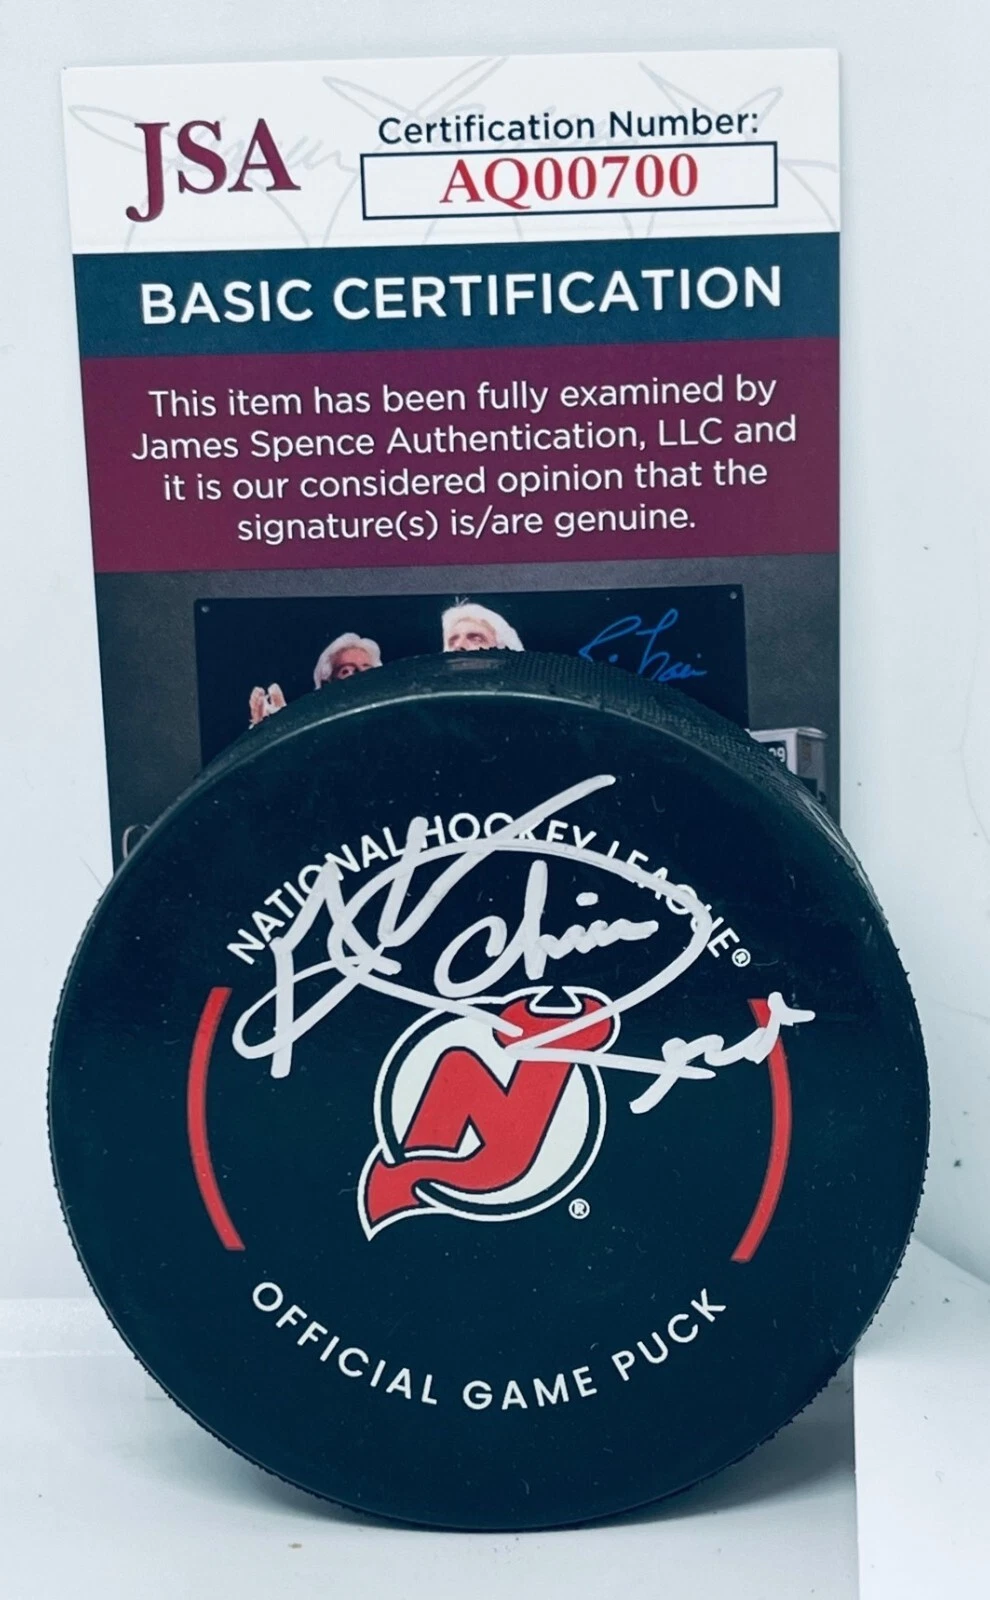 JSA
Certification Number:
AQ00700
BASIC CERTIFICATION
This item has been fully examined by
James Spence Authentication, LLC and
it is our considered opinion that the
signature(s) is/are genuine.
NATIONAL HOCKEY LEAGUE®
®
OFFICIAL GAME PUCK